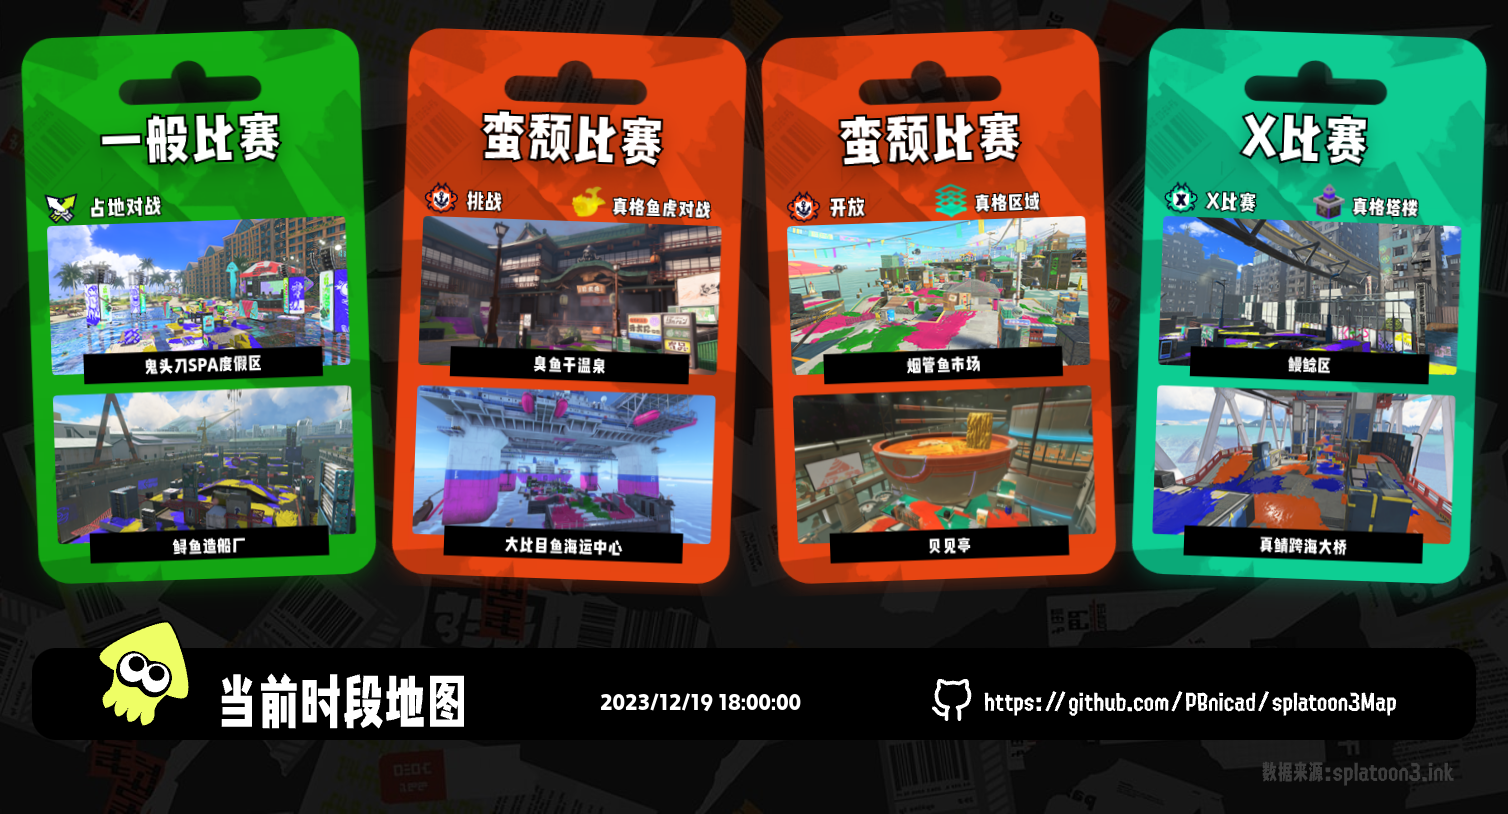 一般比赛
占地对战
鬼头刀SPA度假区
鲟鱼造船厂
蛮颓比赛
挑战
真格鱼虎对战
臭鱼干温泉
大比目鱼海运中心
蛮颓比赛
开放
真格区域
烟管鱼市场
贝贝亭
X比赛
X比赛
真格塔楼
鳗鲶区
真鲭跨海大桥
当前时段地图
2023/12/19 18:00:00
https://github.com/PBnicad/splatoon3Map
数据来源:splatoon3.ink